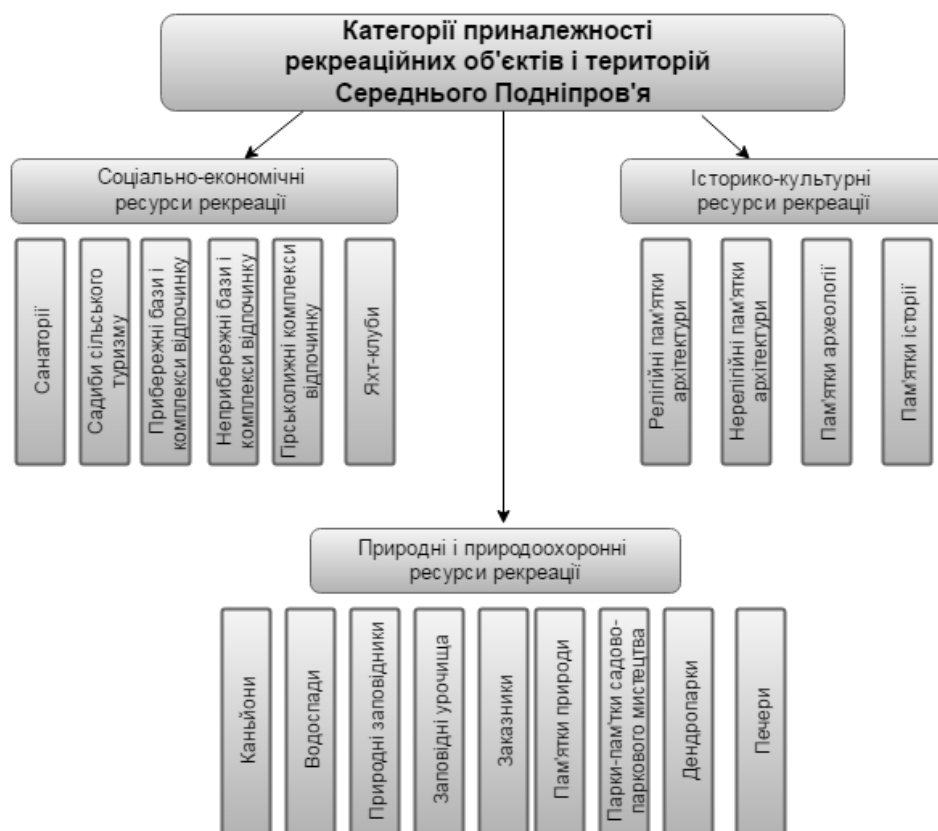 Категорії приналежності
рекреаційних об'єктів і територій
Середнього Подніпров'я
Соціально-економічні
ресурси рекреації
Історико-культурні
ресурси рекреації
Санаторії
Садиби сільського
туризму
Прибережні бази і
комплекси відпочинку
Неприбережні бази і
комплекси відпочинку
Гірськолижні комплекси
відпочинку
Яхт-клуби
Релігійні пам'ятки
архітектури
Нерелігійні пам'ятки
архітектури
Пам'ятки археології
Пам'ятки історії
Природні і природоохоронні
ресурси рекреації
Каньйони
Водоспади
Природні заповідники
Заповідні урочища
Заказники
Пам'ятки природи
Парки-пам'тки садово-
паркового мистецтва
Дендропарки
Печери